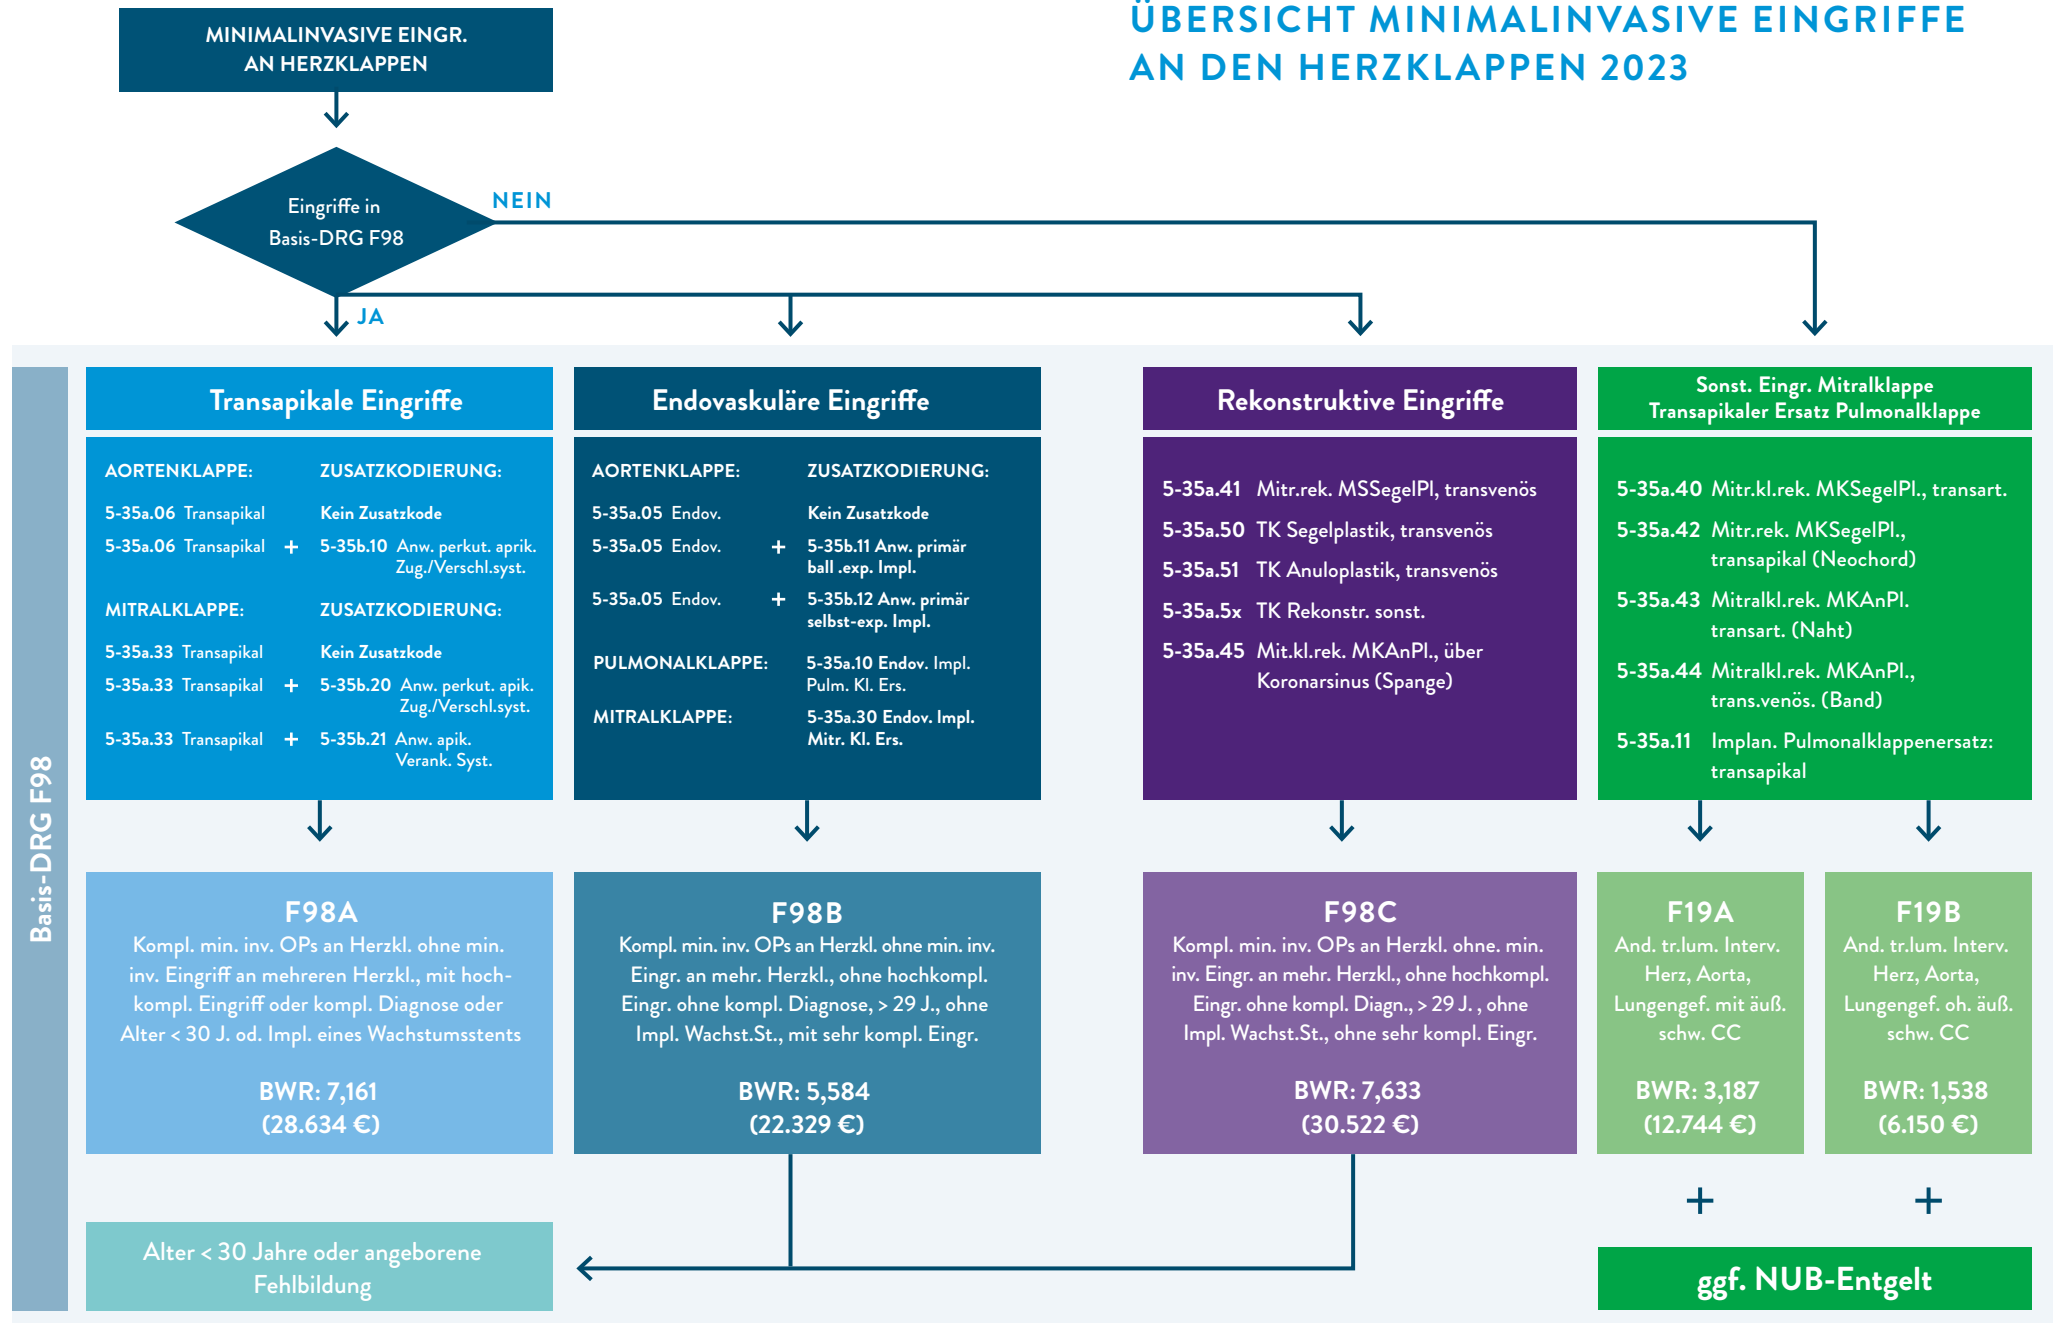 ÜBERSICHT MINIMALINVASIVE EINGRIFFE
AN DEN HERZKLAPPEN 2023
MINIMALINVASIVE EINGR.
AN HERZKLAPPEN
Eingriffe in
Basis-DRG F98
NEIN
JA
Basis-DRG F98
Transapikale Eingriffe
AORTENKLAPPE: ZUSATZKODIERUNG:
5-35a.06 Transapikal Kein Zusatzkode
5-35a.06 Transapikal + 5-35b.10 Anw. perkut. aprik.
Zug./Verschl.syst.
MITRALKLAPPE: ZUSATZKODIERUNG:
5-35a.33 Transapikal Kein Zusatzkode
5-35a.33 Transapikal + 5-35b.20 Anw. perkut. apik.
Zug./Verschl.syst.
5-35a.33 Transapikal + 5-35b.21 Anw. apik.
Verank. Syst.
Endovaskuläre Eingriffe
AORTENKLAPPE: ZUSATZKODIERUNG:
5-35a.05 Endov. Kein Zusatzkode
5-35a.05 Endov. + 5-35b.11 Anw. primär
ball .exp. Impl.
5-35a.05 Endov. + 5-35b.12 Anw. primär
selbst-exp. Impl.
PULMONALKLAPPE: 5-35a.10 Endov. Impl.
Pulm. Kl. Ers.
MITRALKLAPPE: 5-35a.30 Endov. Impl.
Mitr. Kl. Ers.
Rekonstruktive Eingriffe
5-35a.41 Mitr.rek. MSSegelPl, transvenös
5-35a.50 TK Segelplastik, transvenös
5-35a.51 TK Anuloplastik, transvenös
5-35a.5x TK Rekonstr. sonst.
5-35a.45 Mit.kl.rek. MKAnPl., über
Koronarsinus (Spange)
Sonst. Eingr. Mitralklappe
Transapikaler Ersatz Pulmonalklappe
5-35a.40 Mitr.kl.rek. MKSegelPl., transart.
5-35a.42 Mitr.rek. MKSegelPl.,
transapikal (Neochord)
5-35a.43 Mitralkl.rek. MKAnPl.
transart. (Naht)
5-35a.44 Mitralkl.rek. MKAnPl.,
trans.venös. (Band)
5-35a.11 Implan. Pulmonalklappenersatz:
transapikal
F98A
Kompl. min. inv. OPs an Herzkl. ohne min.
inv. Eingriff an mehreren Herzkl., mit hoch-
kompl. Eingriff oder kompl. Diagnose oder
Alter < 30 J. od. Impl. eines Wachstumsstents
BWR: 7,161
(28.634 €)
F98B
Kompl. min. inv. OPs an Herzkl. ohne min. inv.
Eingr. an mehr. Herzkl., ohne hochkompl.
Eingr. ohne kompl. Diagnose, > 29 J., ohne
Impl. Wachst.St., mit sehr kompl. Eingr.
BWR: 5,584
(22.329 €)
F98C
Kompl. min. inv. OPs an Herzkl. ohne. min.
inv. Eingr. an mehr. Herzkl., ohne hochkompl.
Eingr. ohne kompl. Diagn., > 29 J. , ohne
Impl. Wachst.St., ohne sehr kompl. Eingr.
BWR: 7,633
(30.522 €)
F19A
And. tr.lum. Interv.
Herz, Aorta,
Lungengef. mit äuß.
schw. CC
BWR: 3,187
(12.744 €)
+
F19B
And. tr.lum. Interv.
Herz, Aorta,
Lungengef. oh. äuß.
schw. CC
BWR: 1,538
(6.150 €)
+
Alter < 30 Jahre oder angeborene
Fehlbildung
ggf. NUB-Entgelt